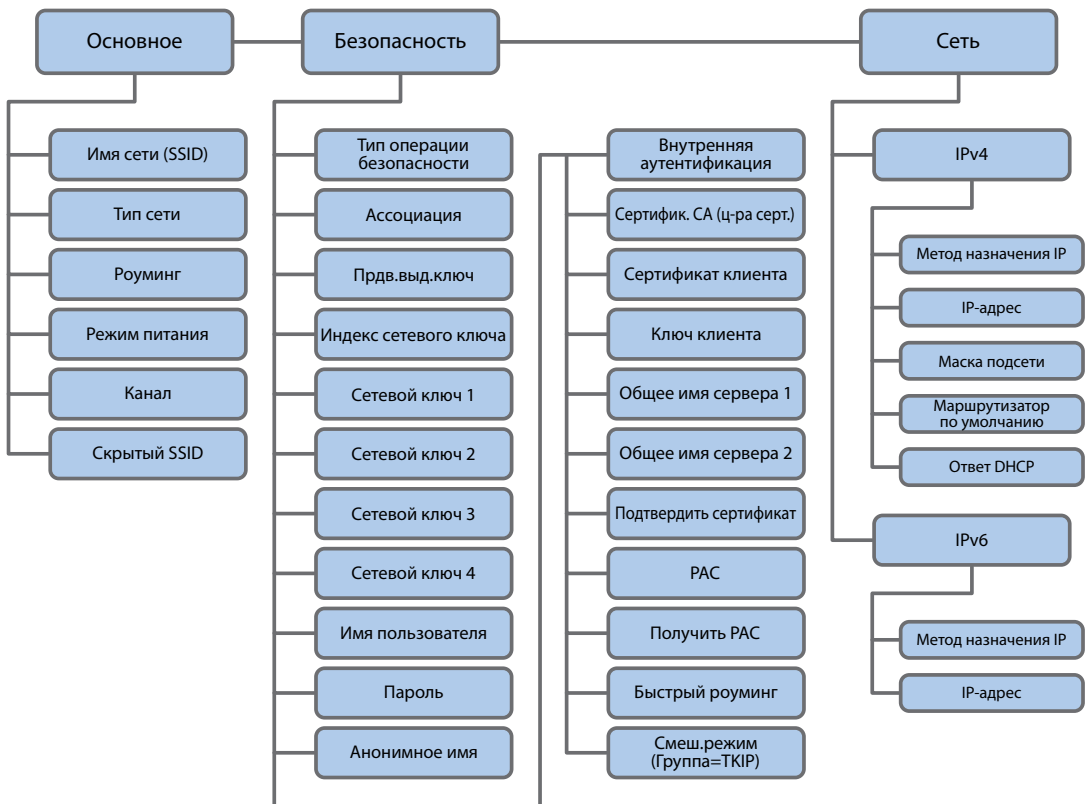 Основное
Безопасность
Сеть
Имя сети (SSID)
Тип сети
Роуминг
Режим питания
Канал
Скрытый SSID
Тип операции
безопасности
Ассоциация
Прдв.выд.ключ
Индекс сетевого ключа
Сетевой ключ 1
Сетевой ключ 2
Сетевой ключ 3
Сетевой ключ 4
Имя пользователя
Пароль
Анонимное имя
Внутренняя
аутентификация
Сертифик. CA (ц-ра серт.)
Сертификат клиента
Ключ клиента
Общее имя сервера 1
Общее имя сервера 2
Подтвердить сертификат
PAC
Получить PAC
Быстрый роуминг
Смеш.режим
(Группа=TKIP)
IPv4
Метод назначения IP
IP-адрес
Маска подсети
Маршрутизатор
по умолчанию
Ответ DHCP
IPv6
Метод назначения IP
IP-адрес